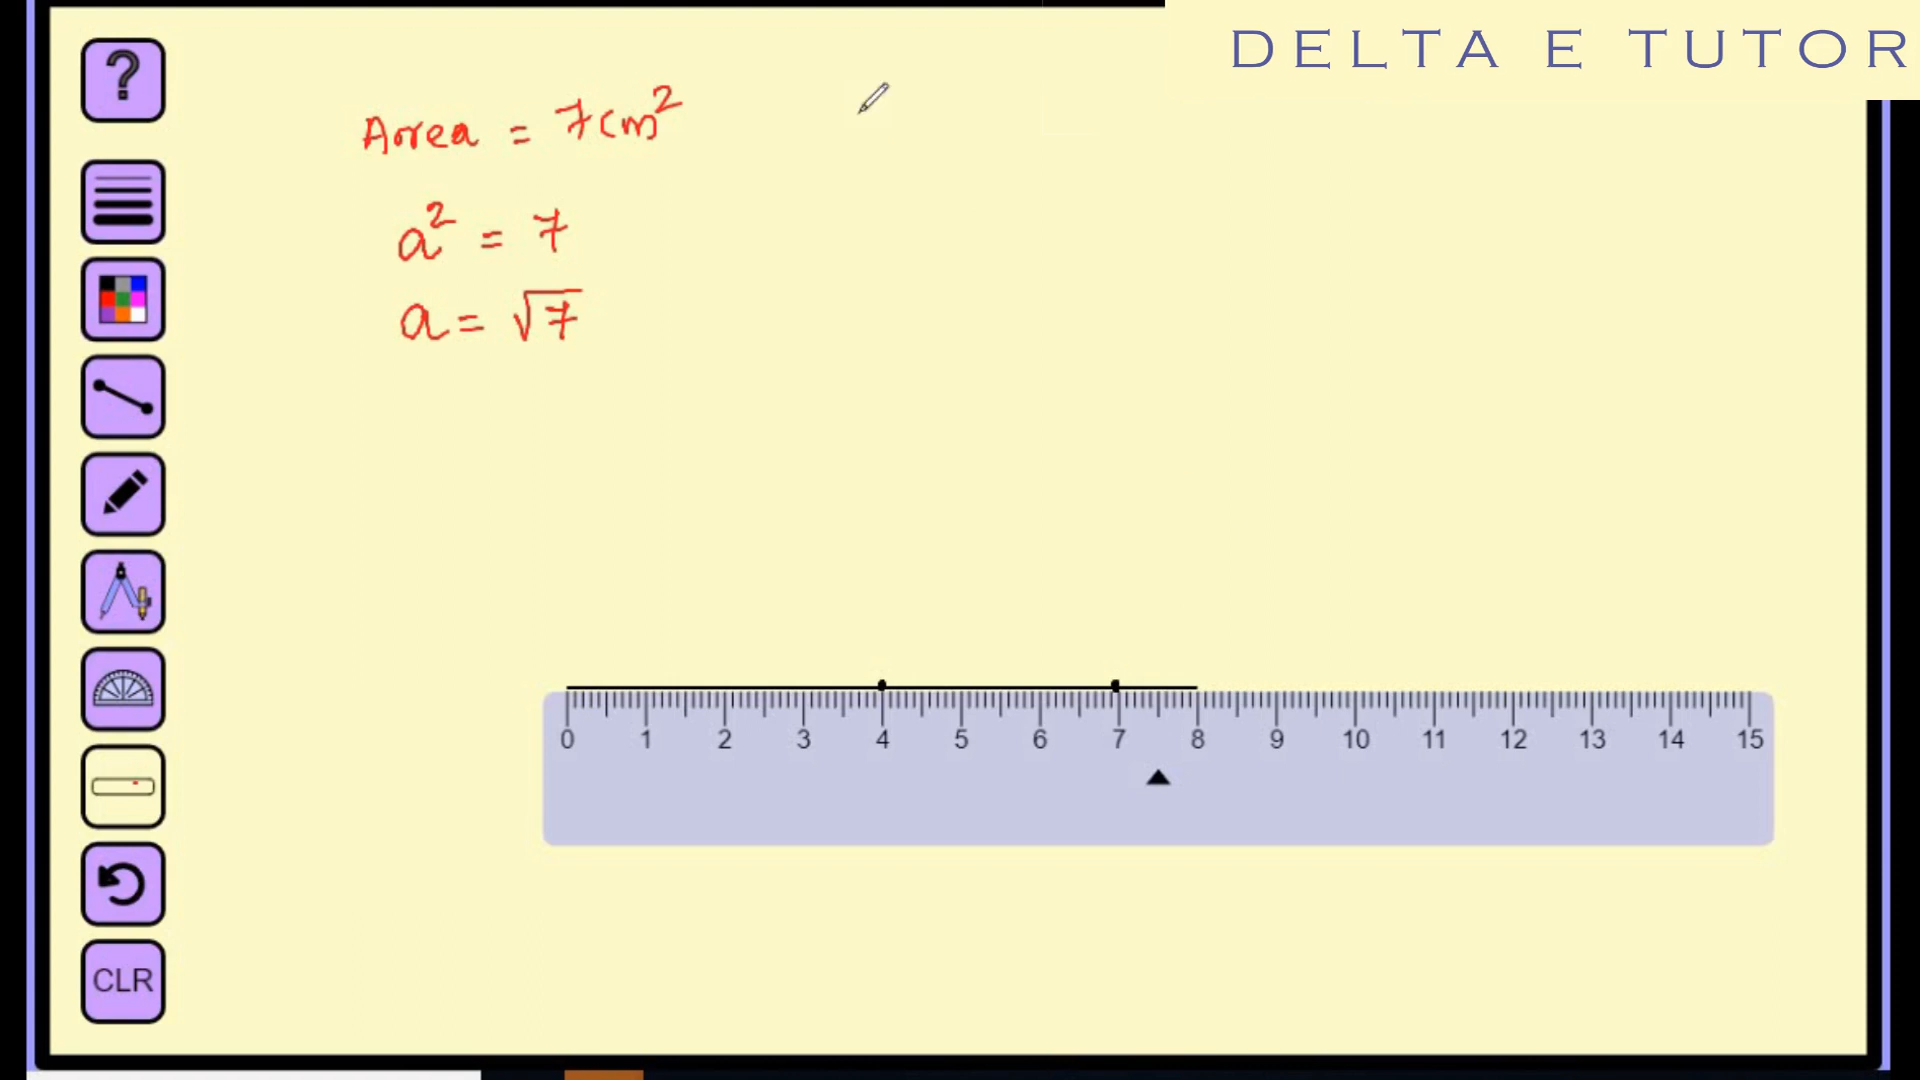 DELTA E TUTOR
Area = 7cm²
a² = 7
a = √7
0 1 2 3 4 5 6 7 8 9 10 11 12 13 14 15
?
CLR